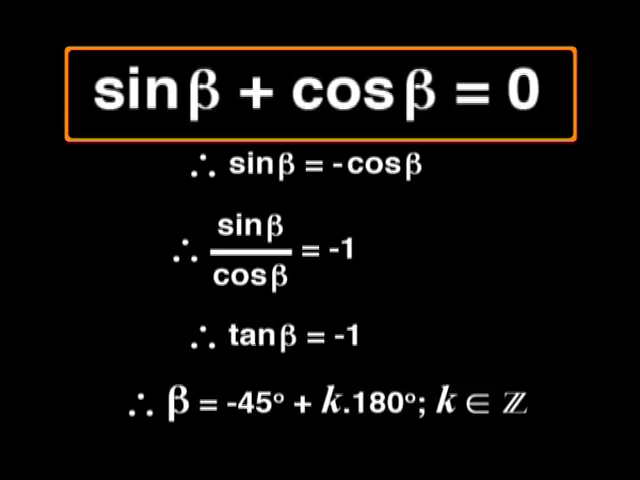 sinβ + cosβ = 0
∴ sinβ = -cosβ
∴ sinβ/cosβ = -1
∴ tanβ = -1
∴ β = -45° + k.180°; k ∈ ℤ